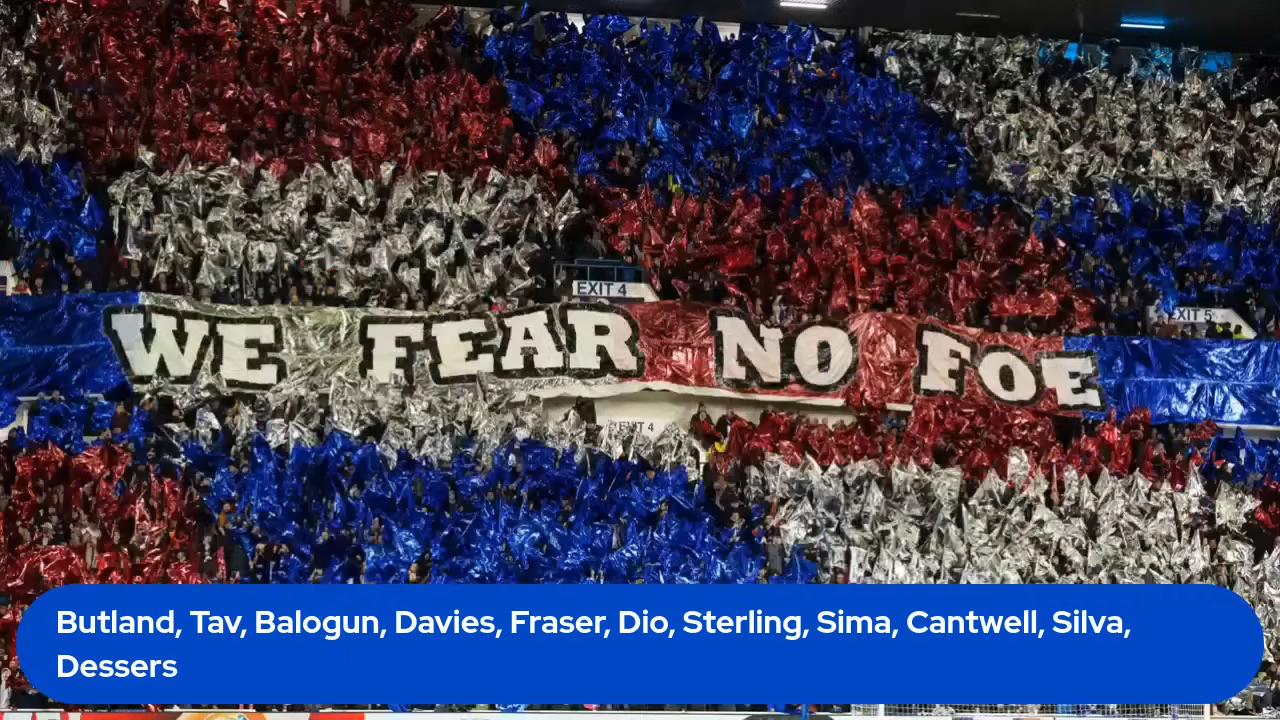 EXIT 4
EXIT 5
WE FEAR NO FOE
EXIT 4
Butland, Tav, Balogun, Davies, Fraser, Dio, Sterling, Sima, Cantwell, Silva,
Dessers